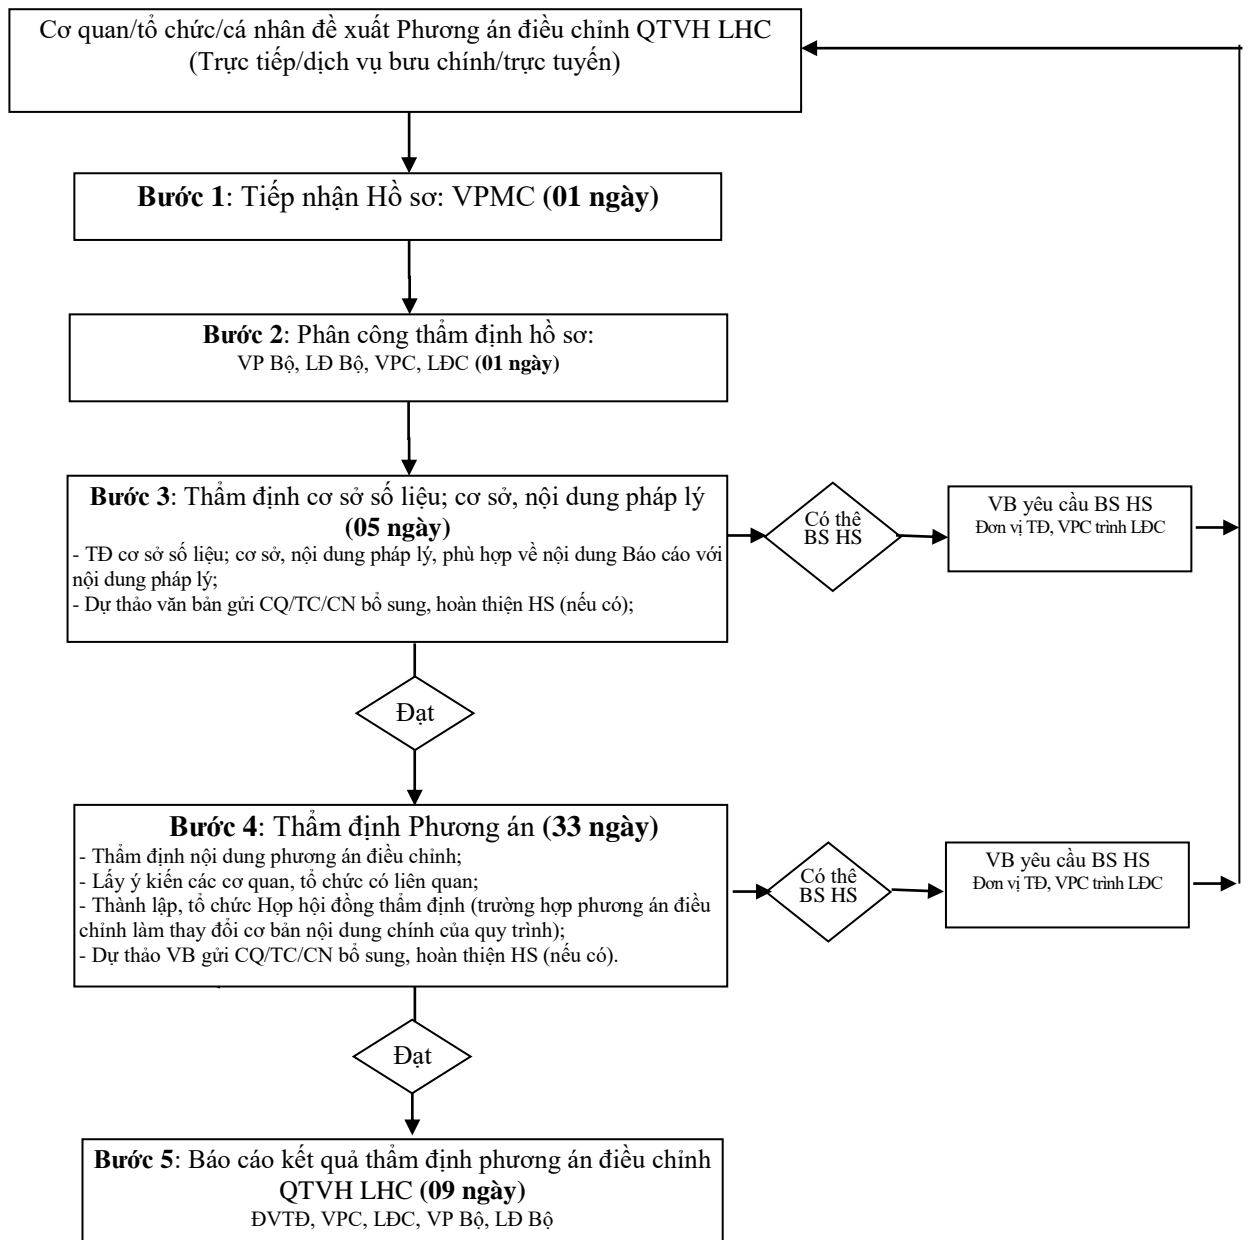 Cơ quan/tổ chức/cá nhân đề xuất Phương án điều chỉnh QTVH LHC
(Trực tiếp/dịch vụ bưu chính/trực tuyến)
Bước 1: Tiếp nhận Hồ sơ: VPMC (01 ngày)
Bước 2: Phân công thẩm định hồ sơ:
VP Bộ, LĐ Bộ, VPC, LĐC (01 ngày)
Bước 3: Thẩm định cơ sở số liệu; cơ sở, nội dung pháp lý
(05 ngày)
- TĐ cơ sở số liệu; cơ sở, nội dung pháp lý, phù hợp về nội dung Báo cáo với
nội dung pháp lý;
- Dự thảo văn bản gửi CQ/TC/CN bổ sung, hoàn thiện HS (nếu có);
Có thê
BS HS
VB yêu cầu BS HS
Đơn vị TĐ, VPC trình LĐC
Đạt
Bước 4: Thẩm định Phương án (33 ngày)
- Thẩm định nội dung phương án điều chỉnh;
- Lấy ý kiến các cơ quan, tổ chức có liên quan;
- Thành lập, tổ chức Họp hội đồng thẩm định (trường hợp phương án điều
chỉnh làm thay đổi cơ bản nội dung chính của quy trình);
- Dự thảo VB gửi CQ/TC/CN bổ sung, hoàn thiện HS (nếu có).
Có thê
BS HS
VB yêu cầu BS HS
Đơn vị TĐ, VPC trình LĐC
Đạt
Bước 5: Báo cáo kết quả thẩm định phương án điều chỉnh
QTVH LHC (09 ngày)
ĐVTĐ, VPC, LĐC, VP Bộ, LĐ Bộ